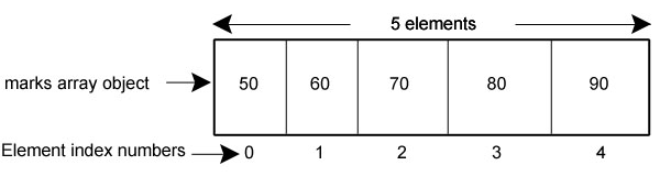 5 elements
marks array object 50 60 70 80 90
Element index numbers 0 1 2 3 4